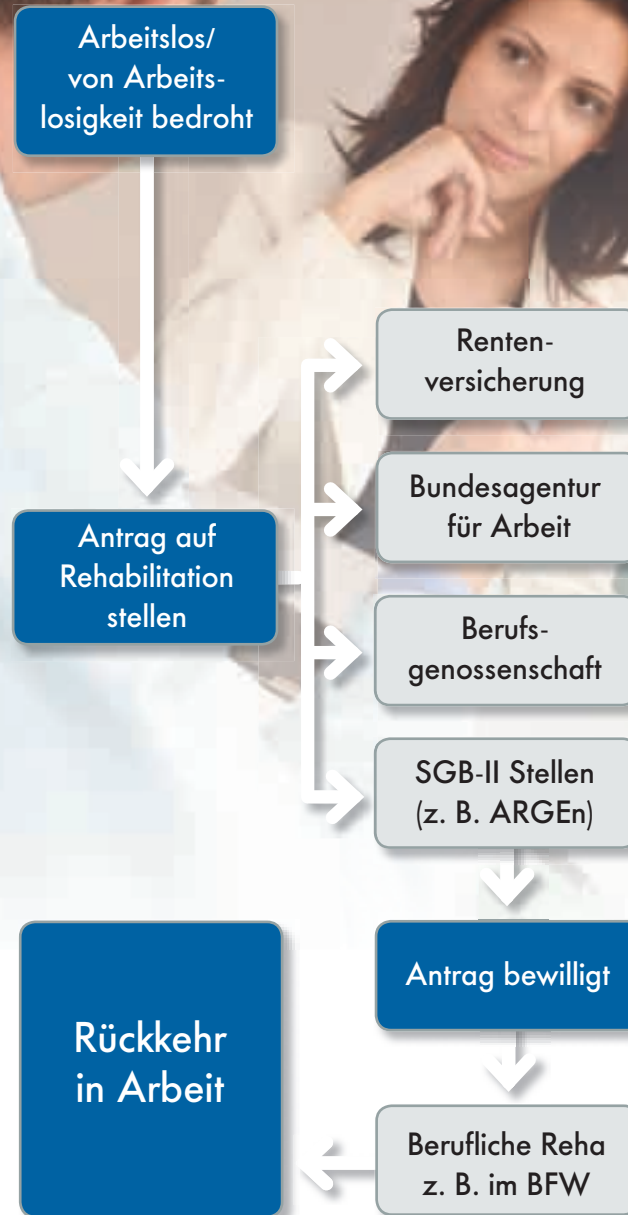 Arbeitslos/
von Arbeits-
losigkeit bedroht
Antrag auf
Rehabilitation
stellen
Renten-
versicherung
Bundesagentur
für Arbeit
Berufs-
genossenschaft
SGB-II Stellen
(z. B. ARGEn)
Antrag bewilligt
Berufliche Reha
z. B. im BFW
Rückkehr
in Arbeit